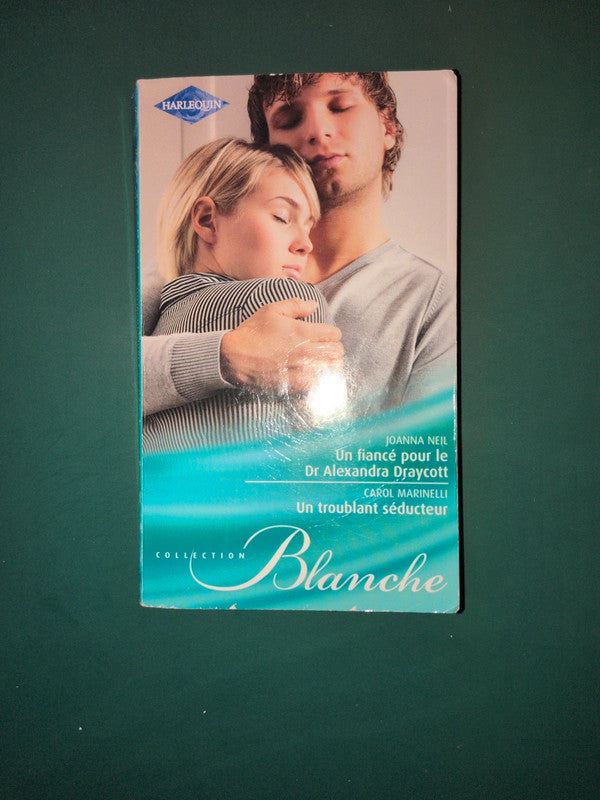 HARLEQUIN
JOANNA NEIL
Un fiancé pour le
Dr Alexandra Draycott
CAROL MARINELLI
Un troublant séducteur
COLLECTION
Blanche